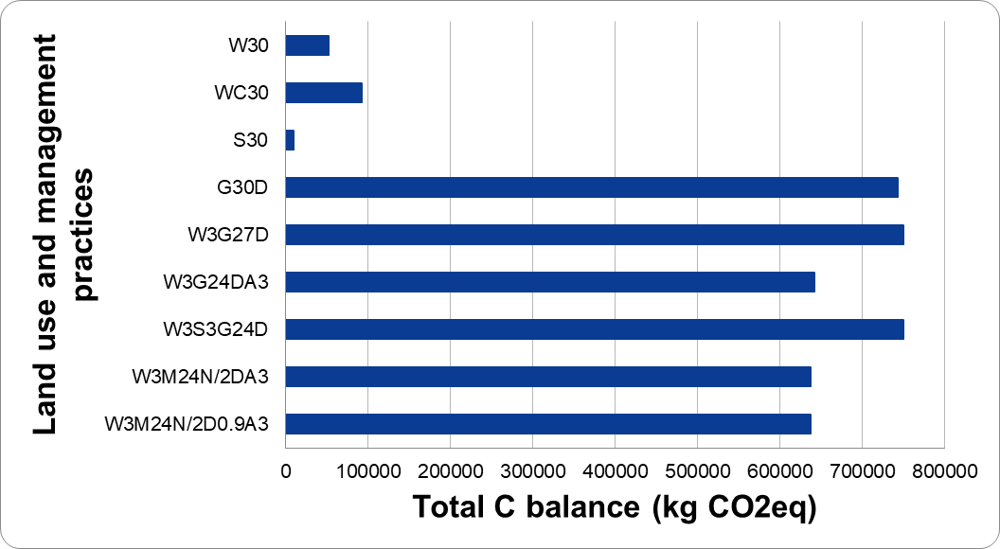 Land use and management
practices
W30
WC30
S30
G30D
W3G27D
W3G24DA3
W3S3G24D
W3M24N/2DA3
W3M24N/2D0.9A3
0 100000 200000 300000 400000 500000 600000 700000 800000
Total C balance (kg CO2eq)